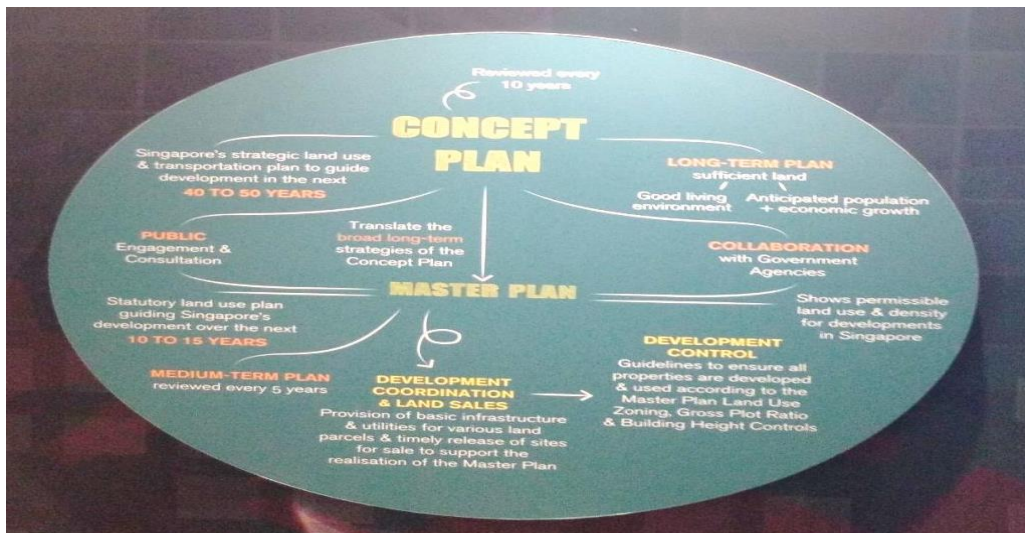 Reviewed every
10 years
CONCEPT
PLAN
Singapore's strategic land use
& transportation plan to guide
development in the next
40 TO 50 YEARS
LONG-TERM PLAN
sufficient land
Good living
environment
Anticipated population
+ economic growth
PUBLIC
Engagement &
Consultation
Translate the
broad long-term
strategies of the
Concept Plan
COLLABORATION
with Government
Agencies
MASTER PLAN
Statutory land use plan
guiding Singapore's
development over the next
10 TO 15 YEARS
Shows permissible
land use & density
for developments
in Singapore
MEDIUM-TERM PLAN
reviewed every 5 years
DEVELOPMENT
COORDINATION
& LAND SALES
Provision of basic infrastructure
& utilities for various land
parcels & timely release of sites
for sale to support the
realisation of the Master Plan
DEVELOPMENT
CONTROL
Guidelines to ensure all
properties are developed
& used according to the
Master Plan Land Use
Zoning, Gross Plot Ratio
& Building Height Controls